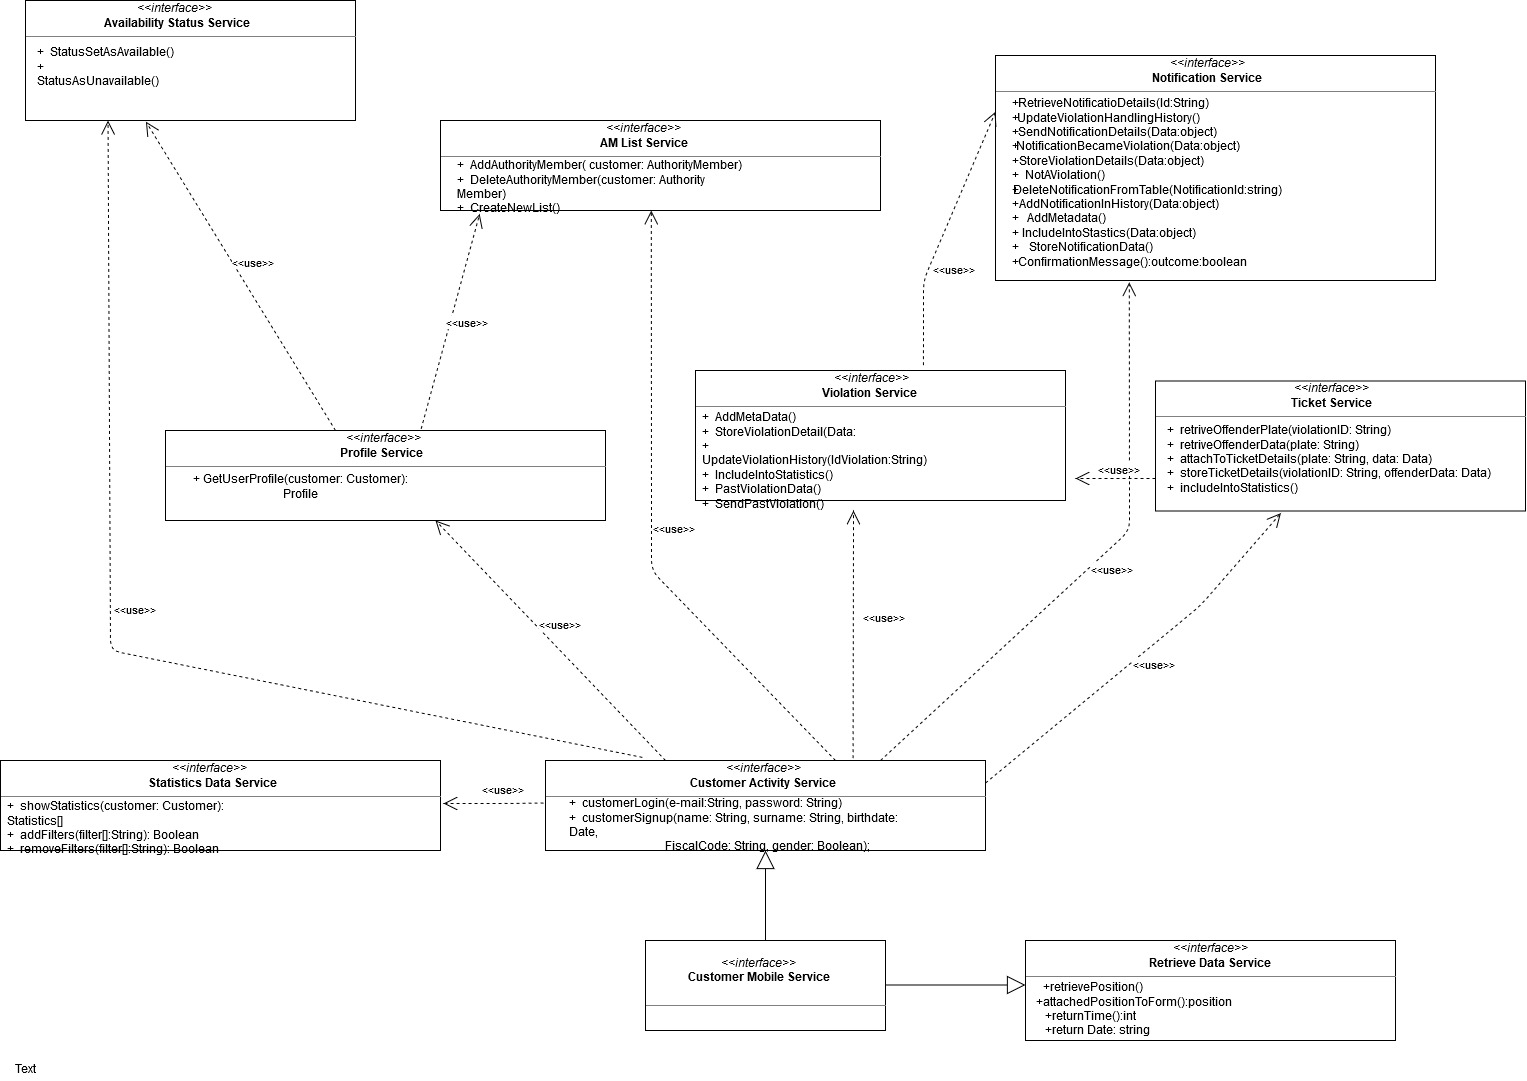 <<interface>>
Availability Status Service
+ StatusSetAsAvailable()
+
StatusAsUnavailable()
<<interface>>
Notification Service
+RetrieveNotificatioDetails(Id:String)
+UpdateViolationHandlingHistory()
+SendNotificationDetails(Data:object)
+NotificationBecameViolation(Data:object)
+StoreViolationDetails(Data:object)
+ NotAViolation()
+DeleteNotificationFromTable(NotificationId:string)
+AddNotificationInHistory(Data:object)
+ AddMetadata()
+ IncludeIntoStastics(Data:object)
+ StoreNotificationData()
+ConfirmationMessage():outcome:boolean
<<interface>>
AM List Service
+ AddAuthorityMember( customer: AuthorityMember)
+ DeleteAuthorityMember(customer: Authority
Member)
+ CreateNewList()
<<use>>
<<use>>
<<use>>
<<interface>>
Violation Service
+ AddMetaData()
+ StoreViolationDetail(Data:
+
UpdateViolationHistory(IdViolation:String)
+ IncludeIntoStatistics()
+ PastViolationData()
+ SendPastViolation()
<<interface>>
Ticket Service
+ retriveOffenderPlate(violationID: String)
+ retriveOffenderData(plate: String)
+ attachToTicketDetails(plate: String, data: Data)
+ storeTicketDetails(violationID: String, offenderData: Data)
+ includeIntoStatistics()
<<interface>>
Profile Service
+ GetUserProfile(customer: Customer):
Profile
<<use>>
<<use>>
<<use>>
<<use>>
<<use>>
<<use>>
<<use>>
<<interface>>
Statistics Data Service
+ showStatistics(customer: Customer):
Statistics[]
+ addFilters(filter[]:String): Boolean
+ removeFilters(filter[]:String): Boolean
<<use>>
<<interface>>
Customer Activity Service
+ customerLogin(e-mail:String, password: String)
+ customerSignup(name: String, surname: String, birthdate:
Date,
FiscalCode: String, gender: Boolean);
<<interface>>
Customer Mobile Service
<<interface>>
Retrieve Data Service
+retrievePosition()
+attachedPositionToForm():position
+returnTime():int
+return Date: string
Text